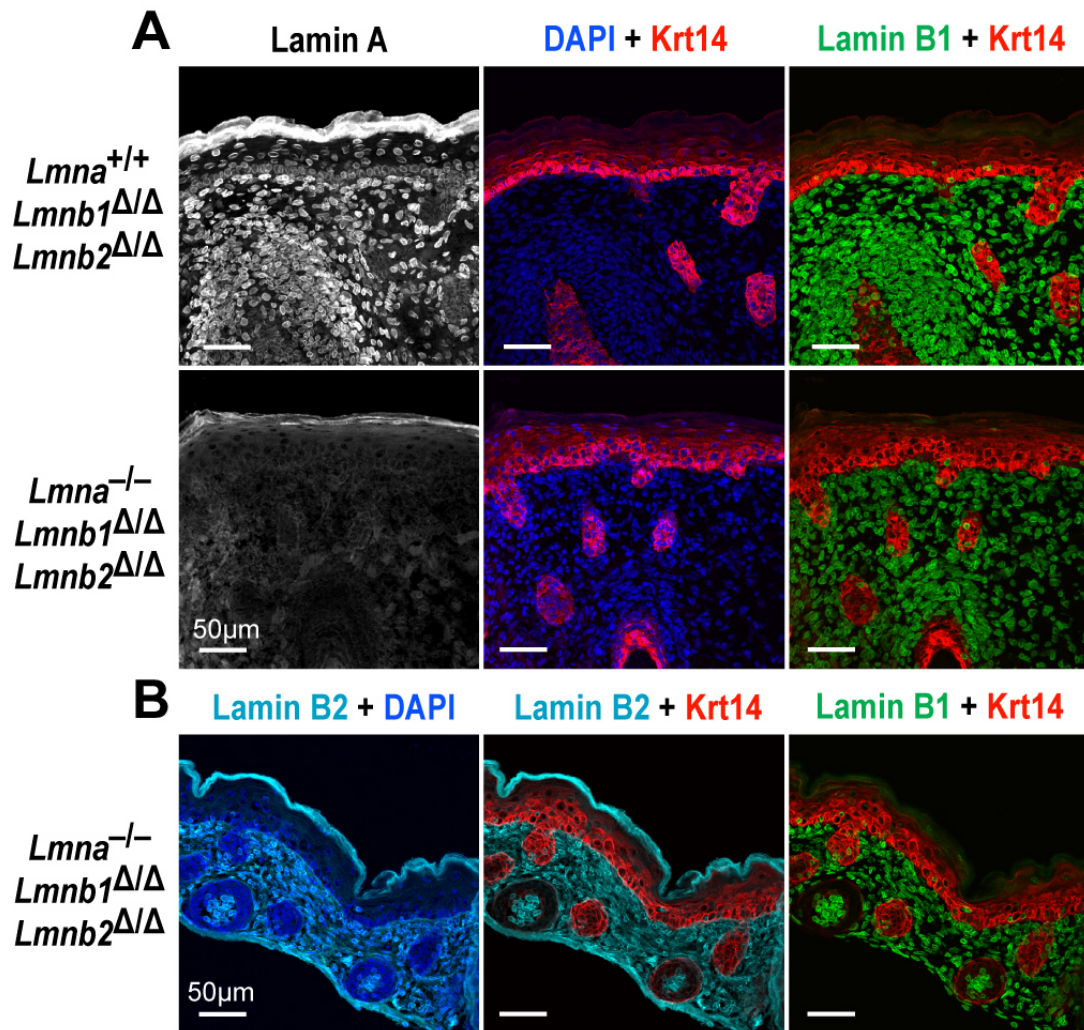 A
Lamin A
DAPI + Krt14
Lamin B1 + Krt14
Lmna+/+
Lmnb1Δ/Δ
Lmnb2Δ/Δ
Lmna–/–
Lmnb1Δ/Δ
Lmnb2Δ/Δ
50µm
B
Lamin B2 + DAPI
Lamin B2 + Krt14
Lamin B1 + Krt14
Lmna–/–
Lmnb1Δ/Δ
Lmnb2Δ/Δ
50µm